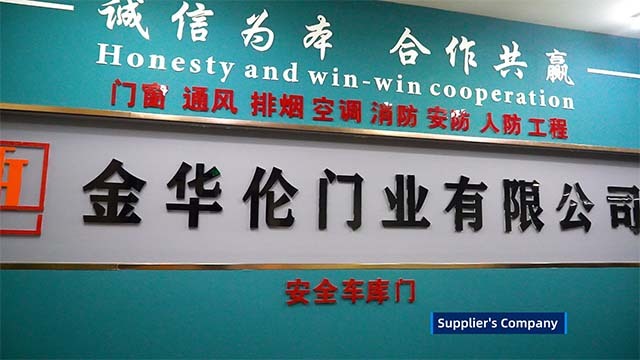 诚信为本 合作共赢
Honesty and win-win cooperation
门窗 通风 排烟 空调 消防 安防 人防 工程
金华伦门业有限公司
安全车库门
Supplier's Company